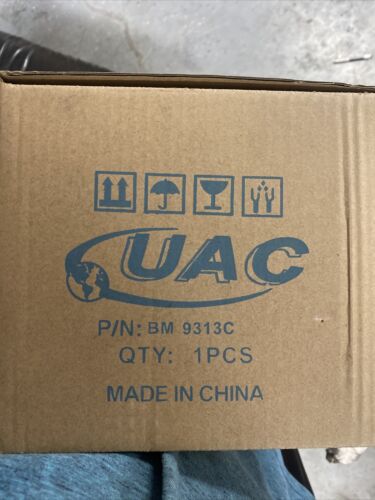 UAC
P/N: BM 9313C
QTY: 1PCS
MADE IN CHINA